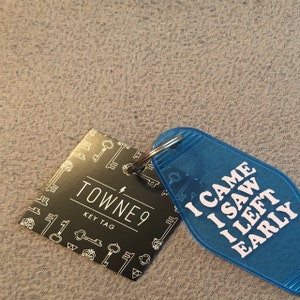 TOWNE9
KEY TAG
I CAME
I SAW
I LEFT
EARLY